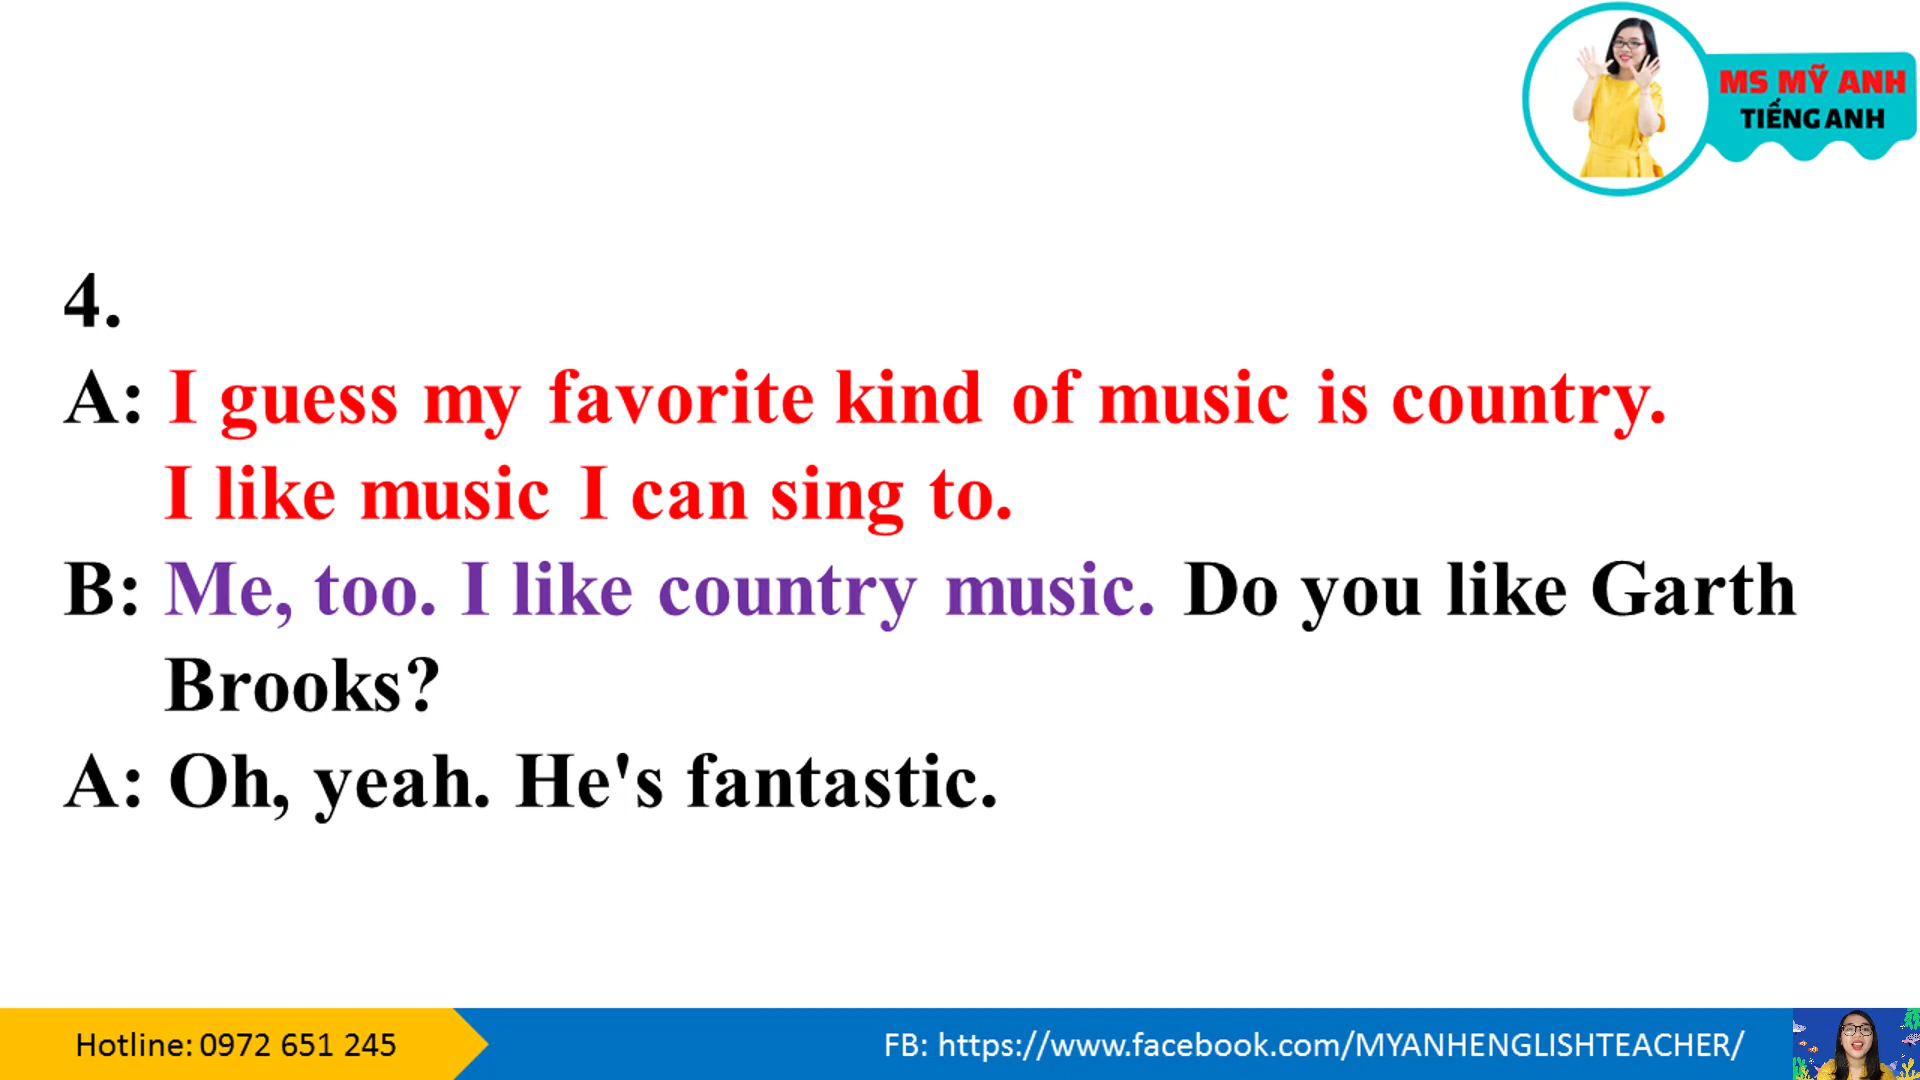 MS MỸ ANH
TIẾNG ANH
4.
A: I guess my favorite kind of music is country.
I like music I can sing to.
B: Me, too. I like country music. Do you like Garth
Brooks?
A: Oh, yeah. He's fantastic.
Hotline: 0972 651 245
FB: https://www.facebook.com/MYANHENGLISHTEACHER/